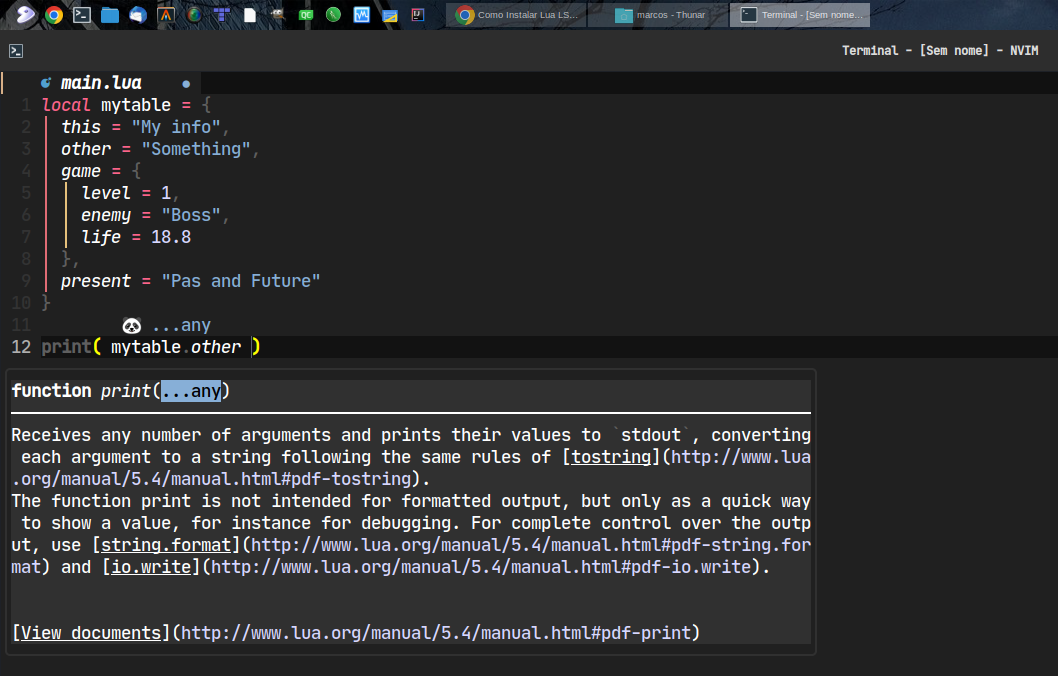 Como Instalar Lua LS...
marcos - Thunar
Terminal - [Sem nome...
Terminal - [Sem nome] - NVIM
main.lua
1 local mytable = {
2 this = "My info",
3 other = "Something",
4 game = {
5 level = 1,
6 enemy = "Boss",
7 life = 18.8
8 },
9 present = "Pas and Future"
10 }
11 🐼 ...any
12 print( mytable.other )
function print(...any)
Receives any number of arguments and prints their values to `stdout`, converting
each argument to a string following the same rules of [tostring](http://www.lua
.org/manual/5.4/manual.html#pdf-tostring).
The function print is not intended for formatted output, but only as a quick way
to show a value, for instance for debugging. For complete control over the outp
ut, use [string.format](http://www.lua.org/manual/5.4/manual.html#pdf-string.for
mat) and [io.write](http://www.lua.org/manual/5.4/manual.html#pdf-io.write).
[View documents](http://www.lua.org/manual/5.4/manual.html#pdf-print)